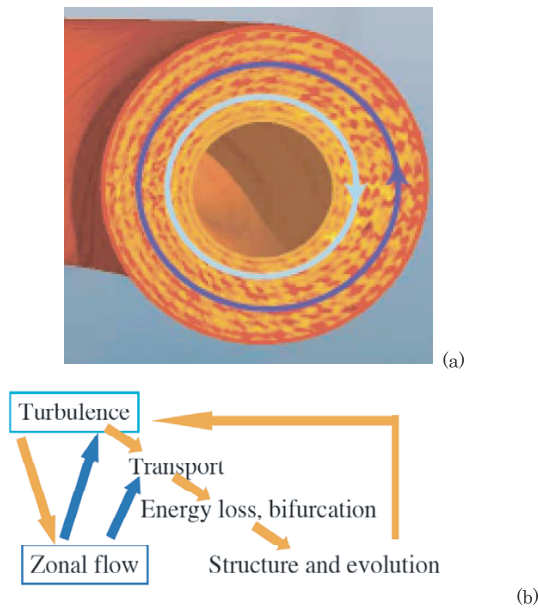 (a)
Turbulence
Transport
Energy loss, bifurcation
Zonal flow
Structure and evolution
(b)